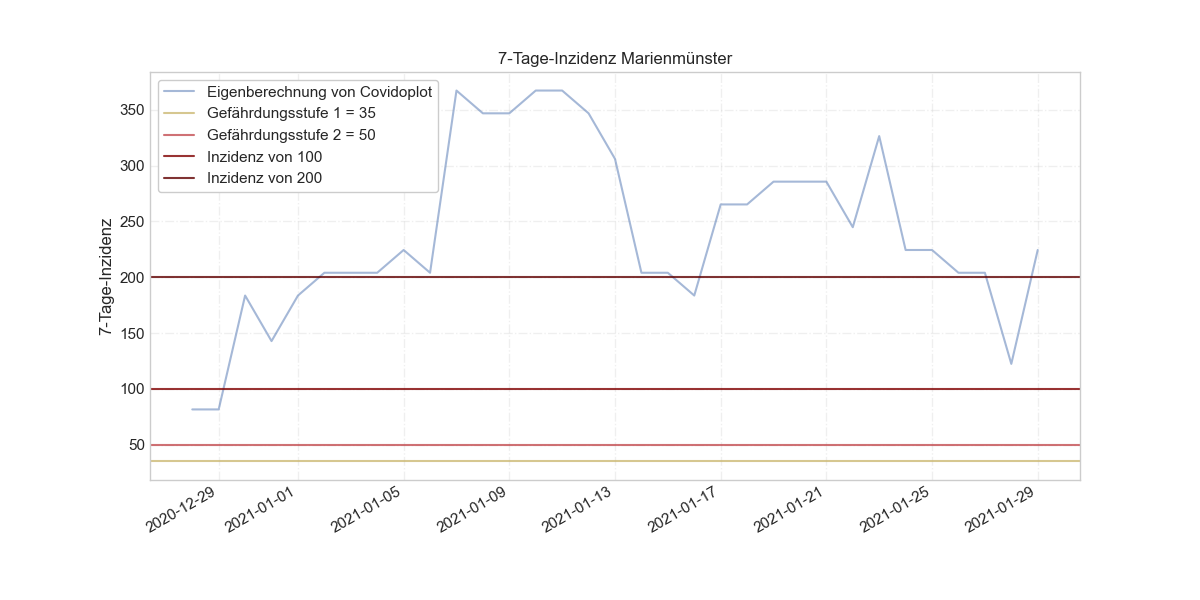 7-Tage-Inzidenz Marienmünster
Eigenberechnung von Covidoplot
Gefährdungsstufe 1 = 35
Gefährdungsstufe 2 = 50
Inzidenz von 100
Inzidenz von 200
7-Tage-Inzidenz
350
300
250
200
150
100
50
2020-12-29
2021-01-01
2021-01-05
2021-01-09
2021-01-13
2021-01-17
2021-01-21
2021-01-25
2021-01-29